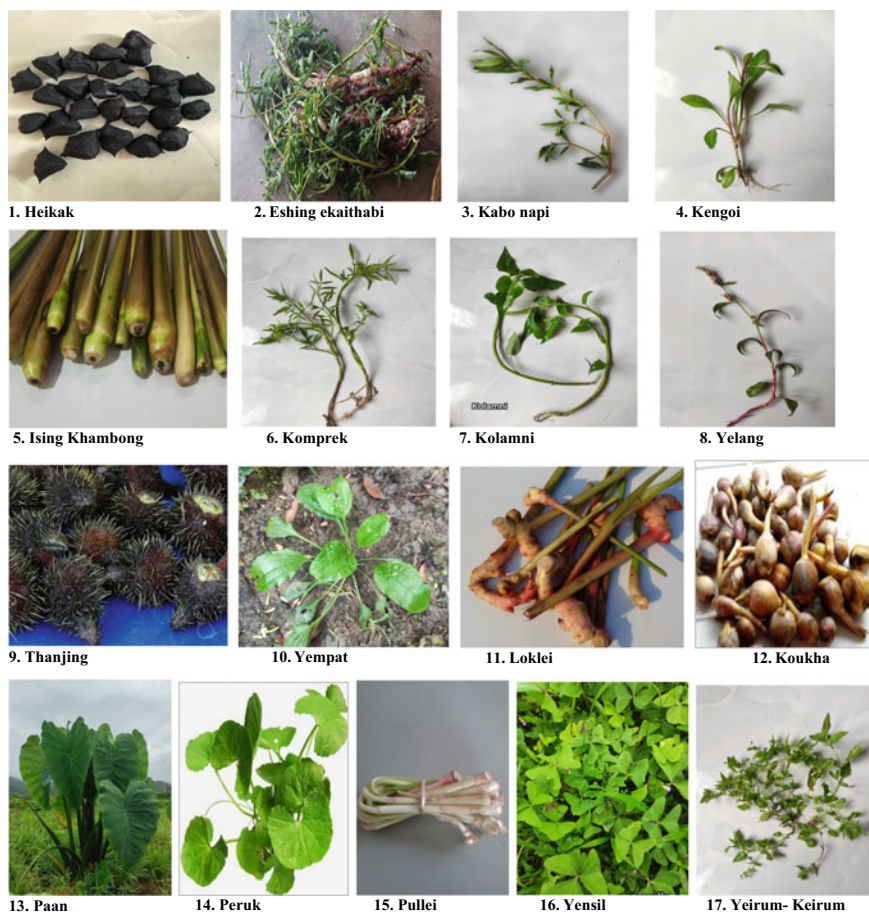 1. Heikak
2. Eshing ekaithabi
3. Kabo napi
4. Kengoi
5. Ising Khambong
6. Komprek
Kolamni
7. Kolamni
8. Yelang
9. Thanjing
10. Yempat
11. Loklei
12. Koukha
13. Paan
14. Peruk
15. Pullei
16. Yensil
17. Yeirum- Keirum